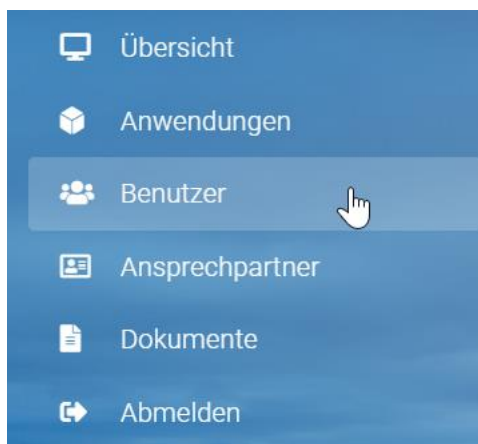 Übersicht
Anwendungen
Benutzer
Ansprechpartner
Dokumente
Abmelden